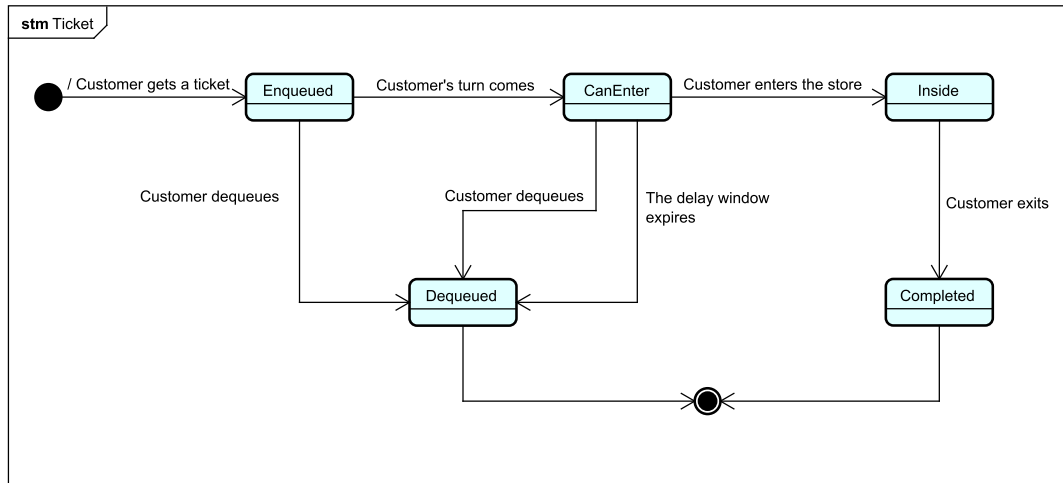 stm Ticket
/ Customer gets a ticket
Enqueued
Customer's turn comes
CanEnter
Customer enters the store
Inside
Customer dequeues
Customer dequeues
The delay window
expires
Customer exits
Dequeued
Completed